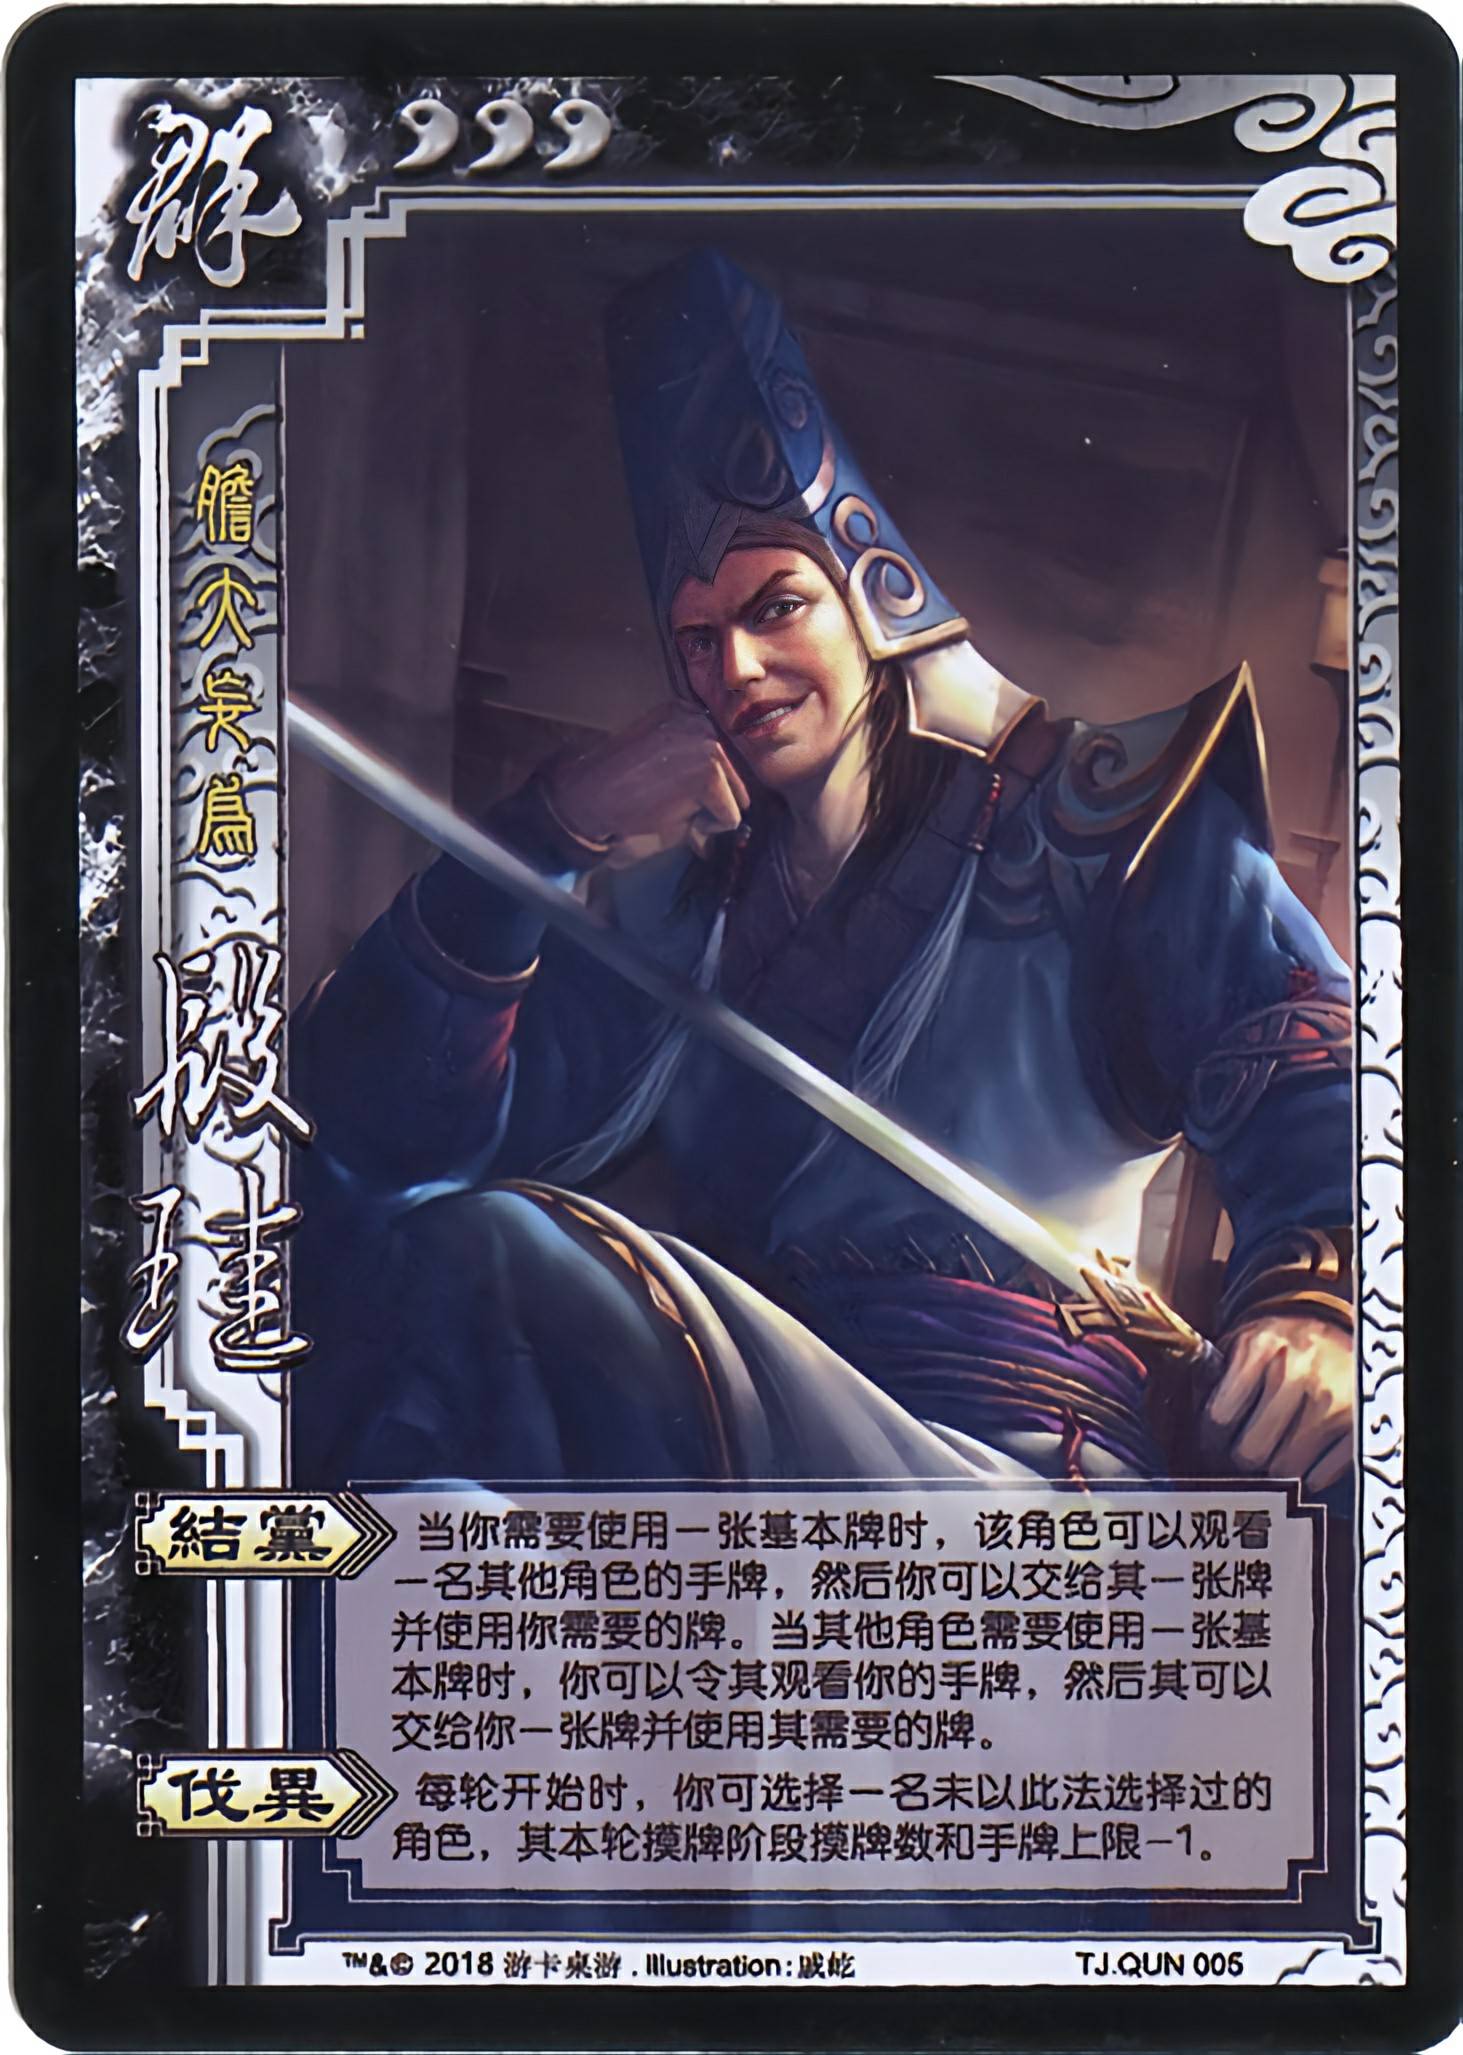 群
膽大妄爲
段珪
結黨
当你需要使用一张基本牌时，该角色可以观看
一名其他角色的手牌，然后你可以交给其一张牌
并使用你需要的牌。当其他角色需要使用一张基
本牌时，你可以令其观看你的手牌，然后其可以
交给你一张牌并使用其需要的牌。
伐異
每轮开始时，你可选择一名未以此法选择过的
角色，其本轮摸牌阶段摸牌数和手牌上限-1。
™&© 2018 游卡桌游 . Illustration: 戚屹
TJ.QUN 005